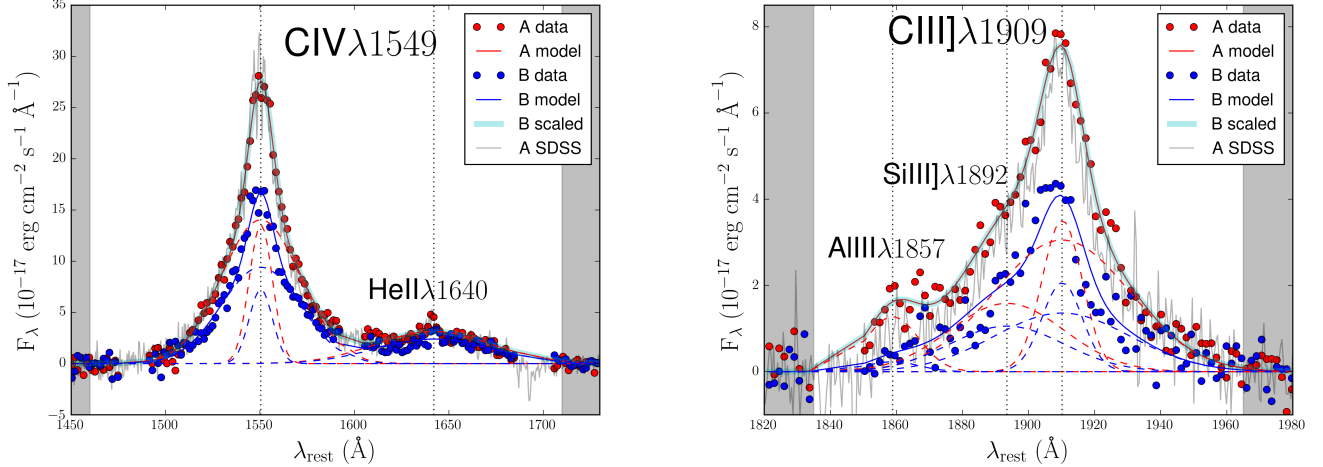 35
30
25
20
15
10
5
0
−5
F_λ (10⁻¹⁷ erg cm⁻² s⁻¹ Å⁻¹)
CIVλ1549
HeIIλ1640
A data
A model
B data
B model
B scaled
A SDSS
1450 1500 1550 1600 1650 1700
λ_rest (Å)
8
6
4
2
0
F_λ (10⁻¹⁷ erg cm⁻² s⁻¹ Å⁻¹)
CIII]λ1909
SiIII]λ1892
AlIIIλ1857
A data
A model
B data
B model
B scaled
A SDSS
1820 1840 1860 1880 1900 1920 1940 1960 1980
λ_rest (Å)